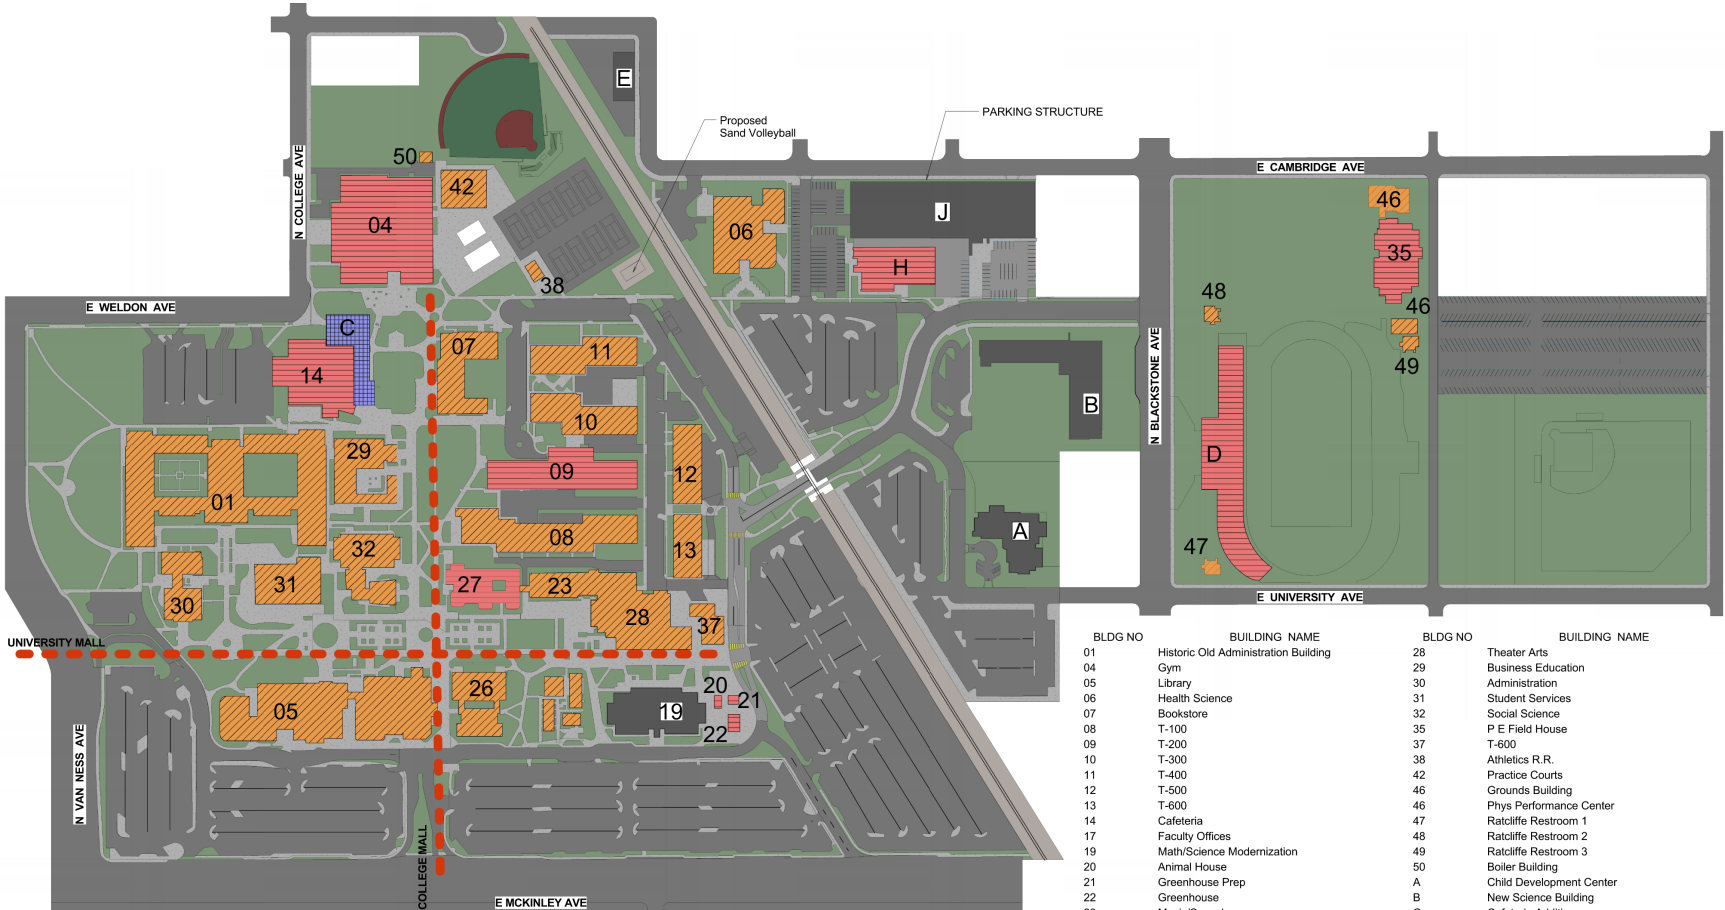 E
PARKING STRUCTURE
Proposed
Sand Volleyball
N COLLEGE AVE
50
E CAMBRIDGE AVE
42
46
04
06
J
35
H
38
48
46
E WELDON AVE
C
07
11
49
14
N BLACKSTONE AVE
10
B
29
09
12
D
01
08
A
32
13
47
27
23
31
30
28
37
E UNIVERSITY AVE
UNIVERSITY MALL
20
26
21
05
19
22
N VAN NESS AVE
COLLEGE MALL
E MCKINLEY AVE
BLDG NO BUILDING NAME BLDG NO BUILDING NAME
01 Historic Old Administration Building 28 Theater Arts
04 Gym 29 Business Education
05 Library 30 Administration
06 Health Science 31 Student Services
07 Bookstore 32 Social Science
08 T-100 35 P E Field House
09 T-200 37 T-600
10 T-300 38 Athletics R.R.
11 T-400 42 Practice Courts
12 T-500 46 Grounds Building
13 T-600 46 Phys Performance Center
14 Cafeteria 47 Ratcliffe Restroom 1
17 Faculty Offices 48 Ratcliffe Restroom 2
19 Math/Science Modernization 49 Ratcliffe Restroom 3
20 Animal House 50 Boiler Building
21 Greenhouse Prep A Child Development Center
22 Greenhouse B New Science Building